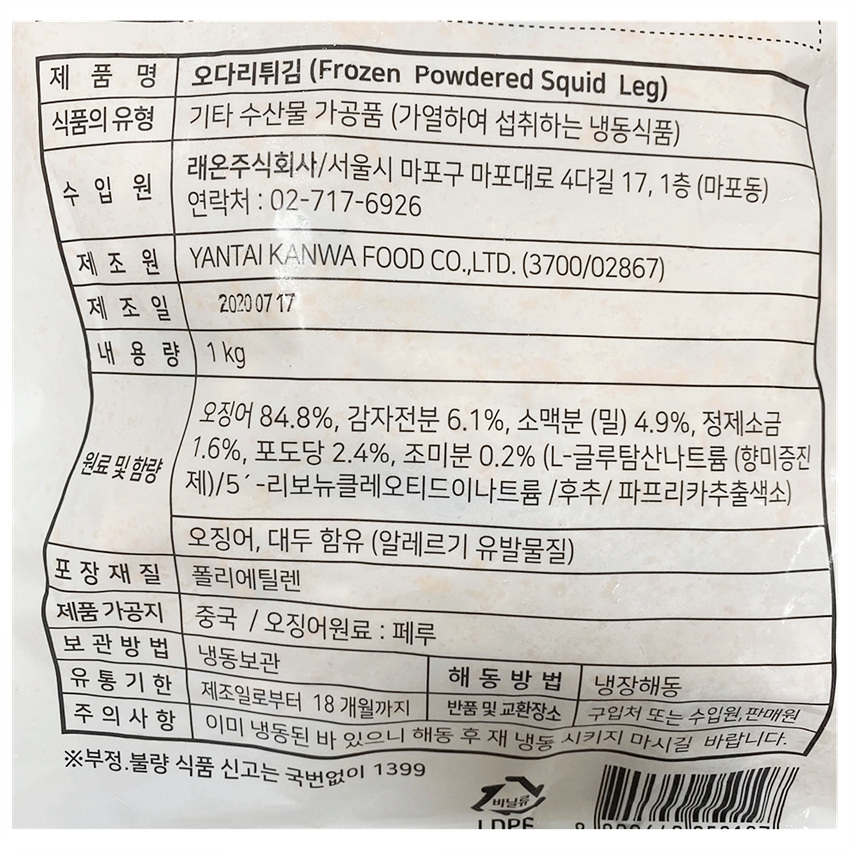 제 품 명 오다리튀김 (Frozen Powdered Squid Leg)
식품의 유형 기타 수산물 가공품 (가열하여 섭취하는 냉동식품)
수 입 원 래온주식회사/서울시 마포구 마포대로 4다길 17, 1층 (마포동)
연락처 : 02-717-6926
제 조 원 YANTAI KANWA FOOD CO.,LTD. (3700/02867)
제 조 일 2020 07 17
내 용 량 1 kg
원료 및 함량 오징어 84.8%, 감자전분 6.1%, 소맥분 (밀) 4.9%, 정제소금
1.6%, 포도당 2.4%, 조미분 0.2% (L-글루탐산나트륨 (향미증진
제)/5´-리보뉴클레오티드이나트륨 /후추/ 파프리카추출색소)
오징어, 대두 함유 (알레르기 유발물질)
포 장 재 질 폴리에틸렌
제품 가공지 중국 / 오징어원료 : 페루
보 관 방 법 냉동보관 해 동 방 법 냉장해동
유 통 기 한 제조일로부터 18 개월까지 반품 및 교환장소 구입처 또는 수입원,판매원
주 의 사 항 이미 냉동된 바 있으니 해동 후 재 냉동 시키지 마시길 바랍니다.
※부정.불량 식품 신고는 국번없이 1399
비닐류
LDPE